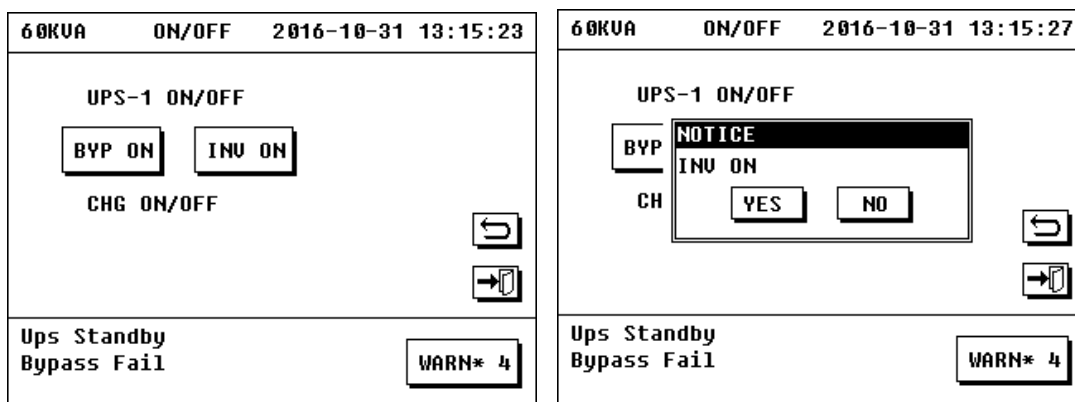 60KVA ON/OFF 2016-10-31 13:15:23
UPS-1 ON/OFF
BYP ON INV ON
CHG ON/OFF
Ups Standby
Bypass Fail
WARN* 4
60KVA ON/OFF 2016-10-31 13:15:27
UPS-1 ON/OFF
BYP
NOTICE
INV ON
CH
YES NO
Ups Standby
Bypass Fail
WARN* 4